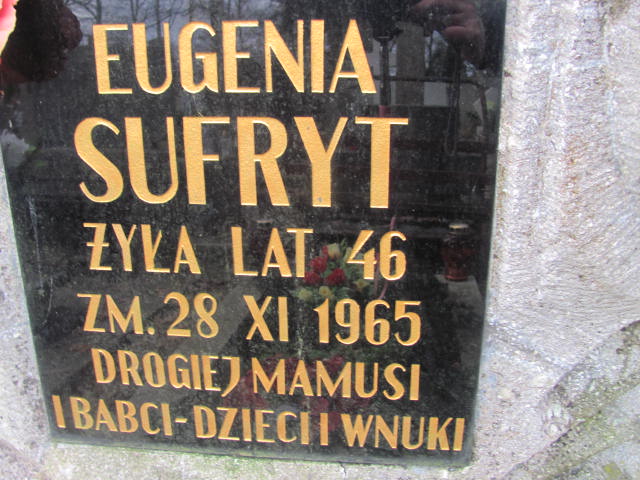 EUGENIA
SUFRYT
ŻYŁA LAT 46
ZM. 28 XI 1965
DROGIEJ MAMUSI
I BABCI-DZIECI I WNUKI